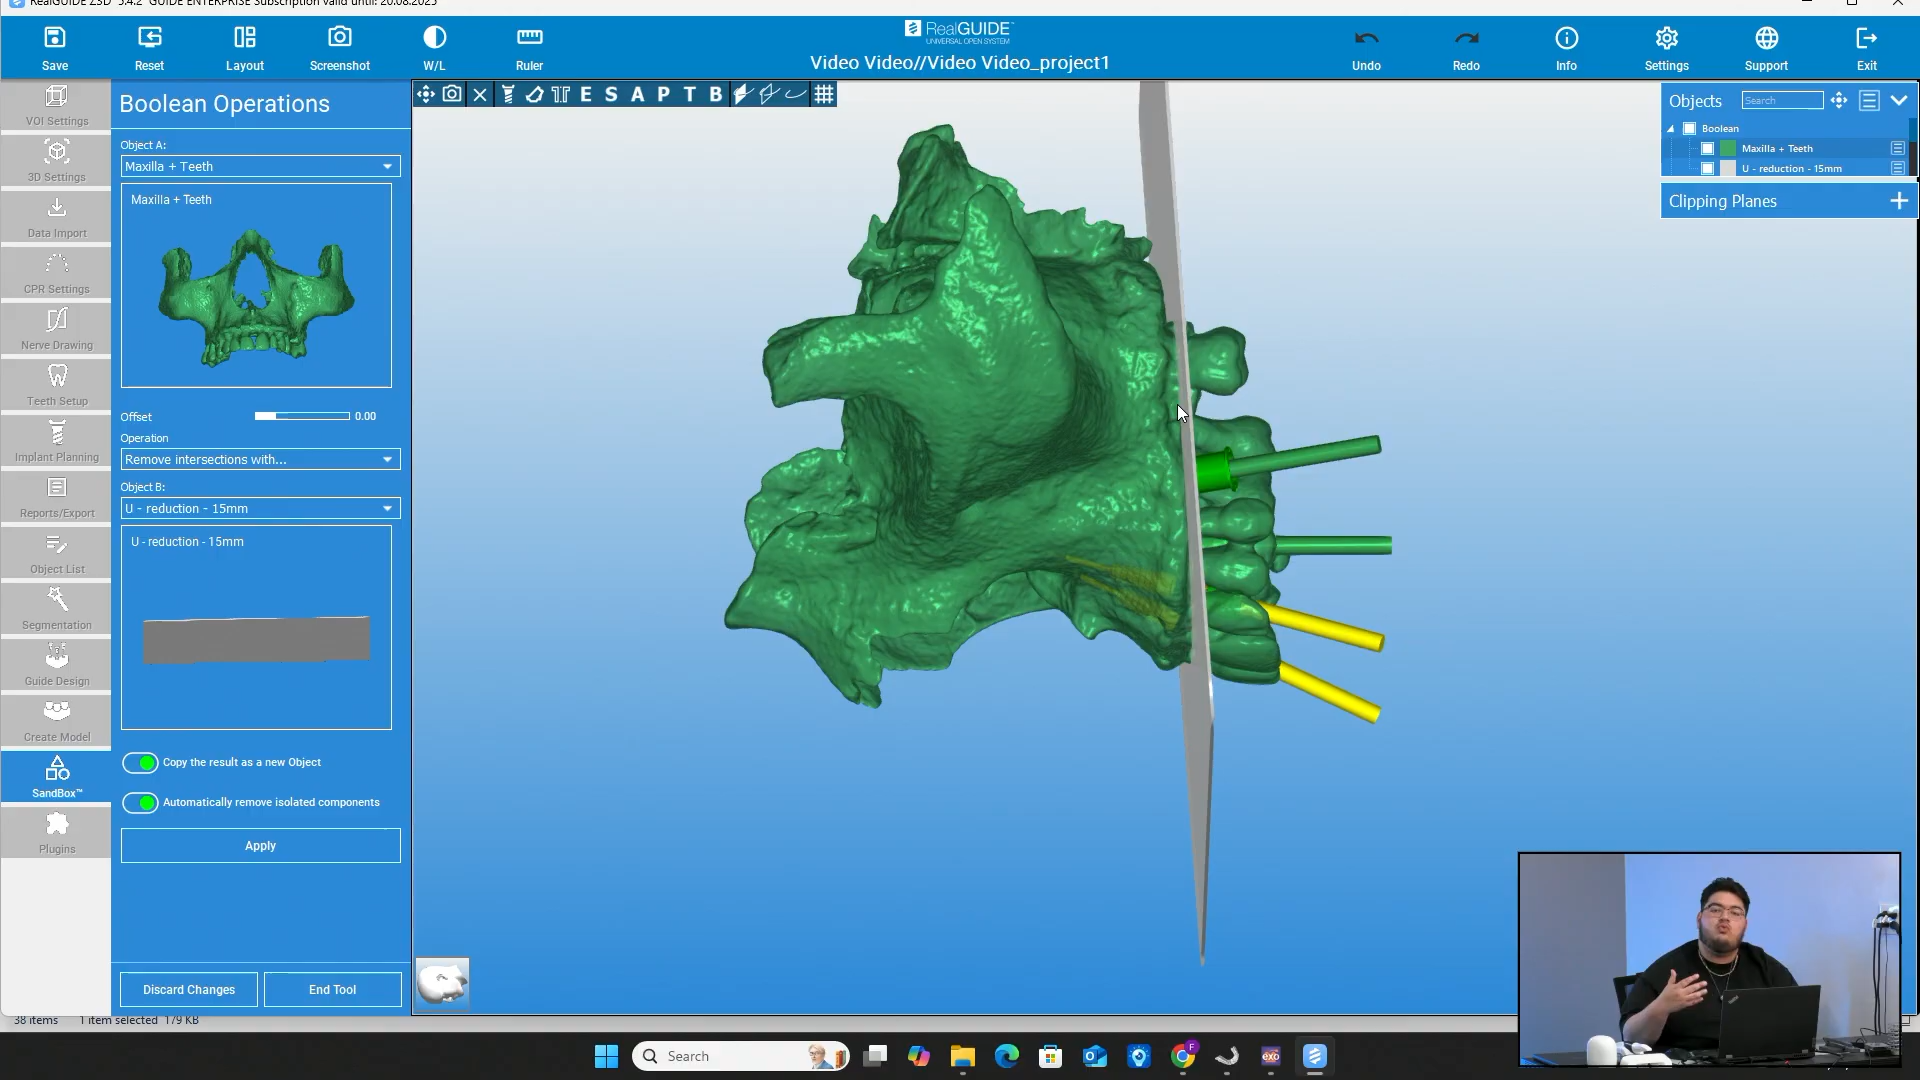 RealGUIDE Z3D 5.4.2 GUIDE ENTERPRISE Subscription valid until: 20.08.2025
Save
Reset
Layout
Screenshot
W/L
Ruler
RealGUIDE
UNIVERSAL OPEN SYSTEM
Video Video//Video Video_project1
Undo
Redo
Info
Settings
Support
Exit
VOI Settings
3D Settings
Data Import
CPR Settings
Nerve Drawing
Teeth Setup
Implant Planning
Reports/Export
Object List
Segmentation
Guide Design
Create Model
SandBox™
Plugins
Boolean Operations
Object A:
Maxilla + Teeth
Maxilla + Teeth
Offset
0.00
Operation
Remove intersections with...
Object B:
U - reduction - 15mm
U - reduction - 15mm
Copy the result as a new Object
Automatically remove isolated components
Apply
Discard Changes
End Tool
E S A P T B
Objects
Search
Boolean
Maxilla + Teeth
U - reduction - 15mm
Clipping Planes
38 items 1 item selected 179 KB
Search
F
exo